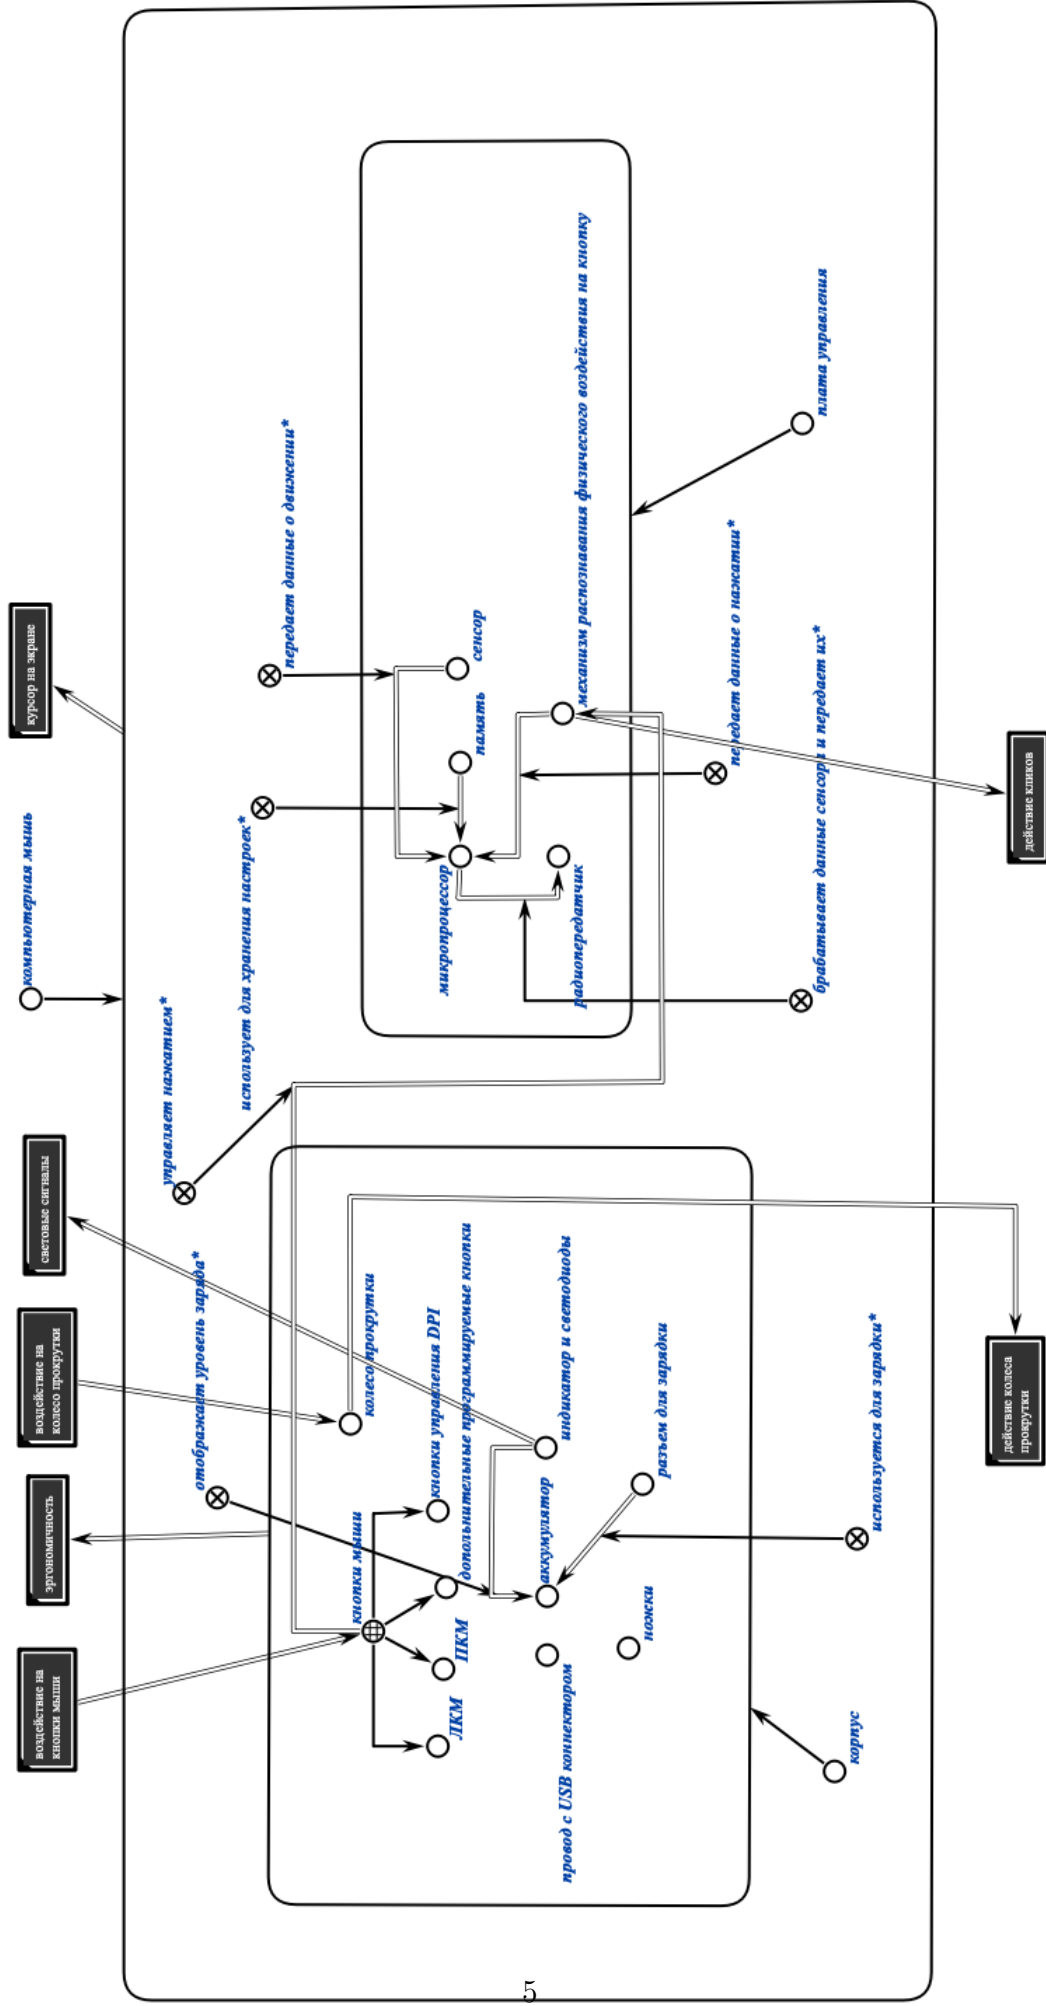 воздействие на
кнопки мыши
эргономичность
воздействие на
колесо прокрутки
световые сигналы
компьютерная мышь
курсор на экране
управляет нажатием*
отображает уровень заряда*
использует для хранения настроек*
передает данные о движении*
кнопки мыши
колесо прокрутки
кнопки управления DPI
дополнительные программируемые кнопки
ПКМ
ЛКМ
микропроцессор
память
сенсор
аккумулятор
индикатор и светодиоды
провод с USB коннектором
радиопередатчик
механизм распознавания физического воздействия на кнопку
ножки
разъем для зарядки
передает данные о нажатии*
плата управления
брабатывает данные сенсора и передает их*
корпус
используется для зарядки*
действие колеса
прокрутки
действие кликов
5